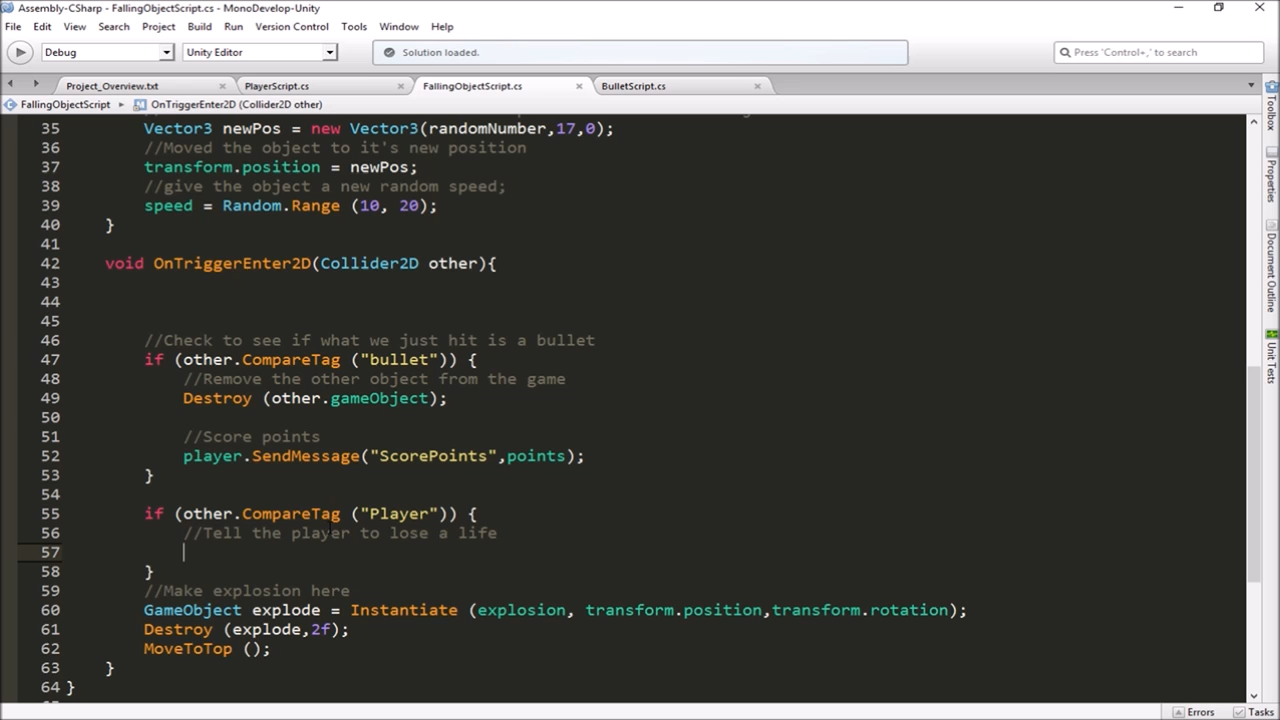 Assembly-CSharp - FallingObjectScript.cs - MonoDevelop-Unity
File Edit View Search Project Build Run Version Control Tools Window Help
Debug Unity Editor Solution loaded. Press 'Control+,' to search
Project_Overview.txt PlayerScript.cs FallingObjectScript.cs BulletScript.cs
FallingObjectScript OnTriggerEnter2D (Collider2D other)
35 Vector3 newPos = new Vector3(randomNumber,17,0);
36 //Moved the object to it's new position
37 transform.position = newPos;
38 //give the object a new random speed;
39 speed = Random.Range (10, 20);
40 }
41
42 void OnTriggerEnter2D(Collider2D other){
43
44
45
46 //Check to see if what we just hit is a bullet
47 if (other.CompareTag ("bullet")) {
48 //Remove the other object from the game
49 Destroy (other.gameObject);
50
51 //Score points
52 player.SendMessage("ScorePoints",points);
53 }
54
55 if (other.CompareTag ("Player")) {
56 //Tell the player to lose a life
57
58 }
59 //Make explosion here
60 GameObject explode = Instantiate (explosion, transform.position,transform.rotation);
61 Destroy (explode,2f);
62 MoveToTop ();
63 }
64 }
Toolbox
Properties
Document Outline
Unit Tests
Errors Tasks